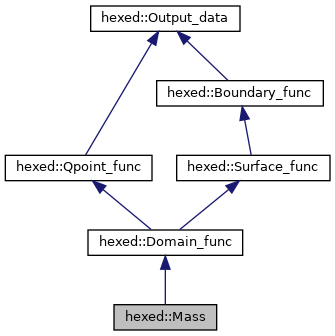 hexed::Output_data
hexed::Boundary_func
hexed::Qpoint_func
hexed::Surface_func
hexed::Domain_func
hexed::Mass